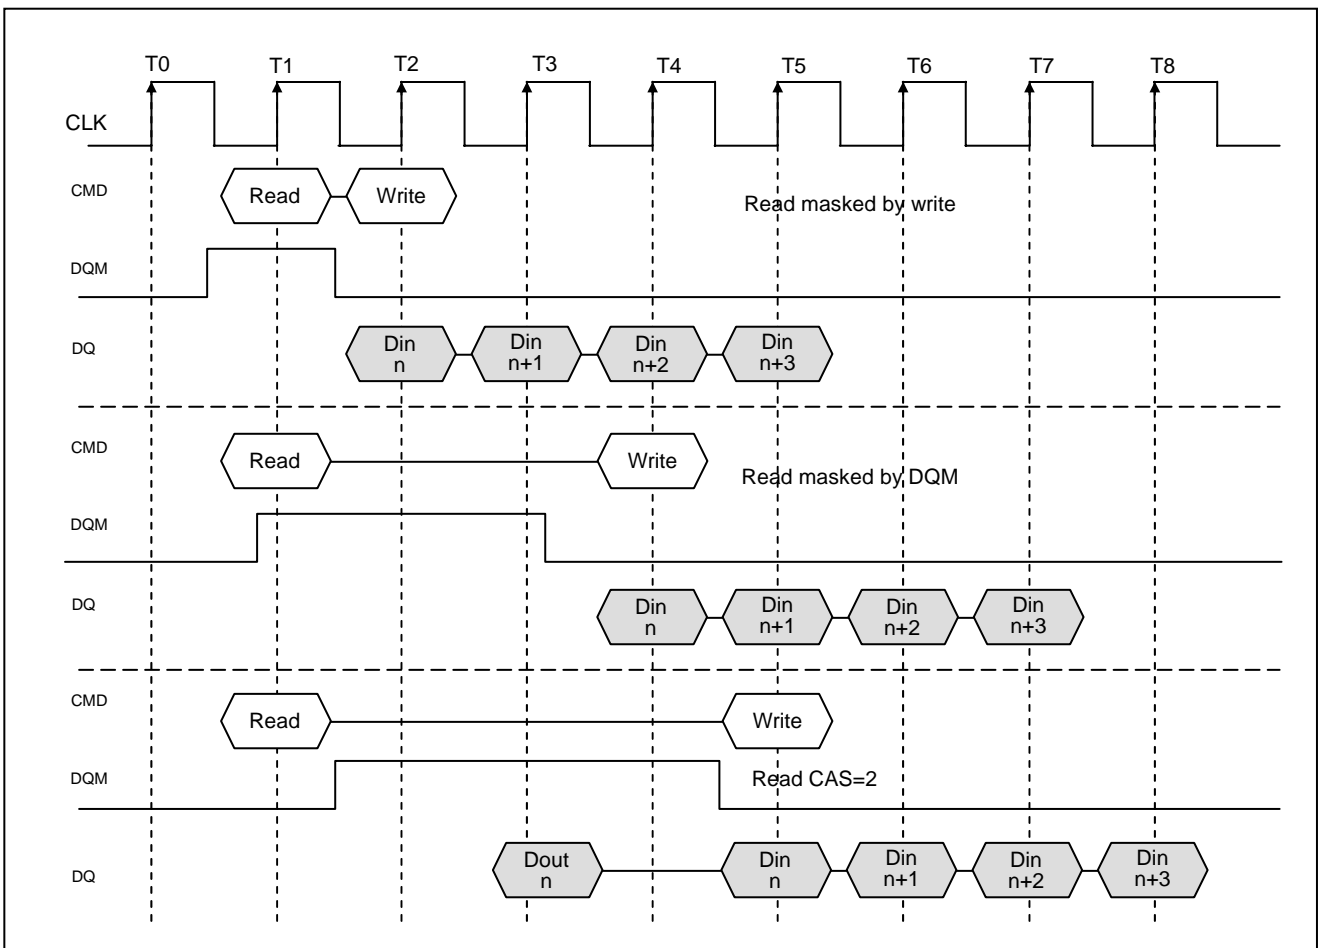 T0 T1 T2 T3 T4 T5 T6 T7 T8
CLK
CMD Read Write Read masked by write
DQM
DQ Din n Din n+1 Din n+2 Din n+3
CMD Read Write Read masked by DQM
DQM
DQ Din n Din n+1 Din n+2 Din n+3
CMD Read Write
DQM Read CAS=2
DQ Dout n Din n Din n+1 Din n+2 Din n+3